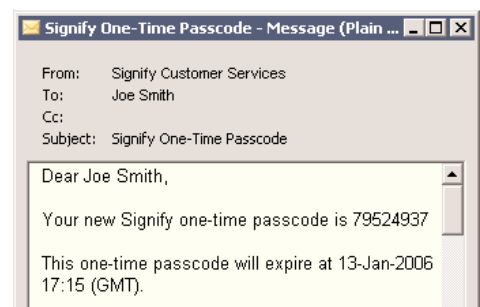 Signify One-Time Passcode - Message (Plain ...
From: Signify Customer Services
To: Joe Smith
Cc:
Subject: Signify One-Time Passcode
Dear Joe Smith,
Your new Signify one-time passcode is 79524937
This one-time passcode will expire at 13-Jan-2006
17:15 (GMT).